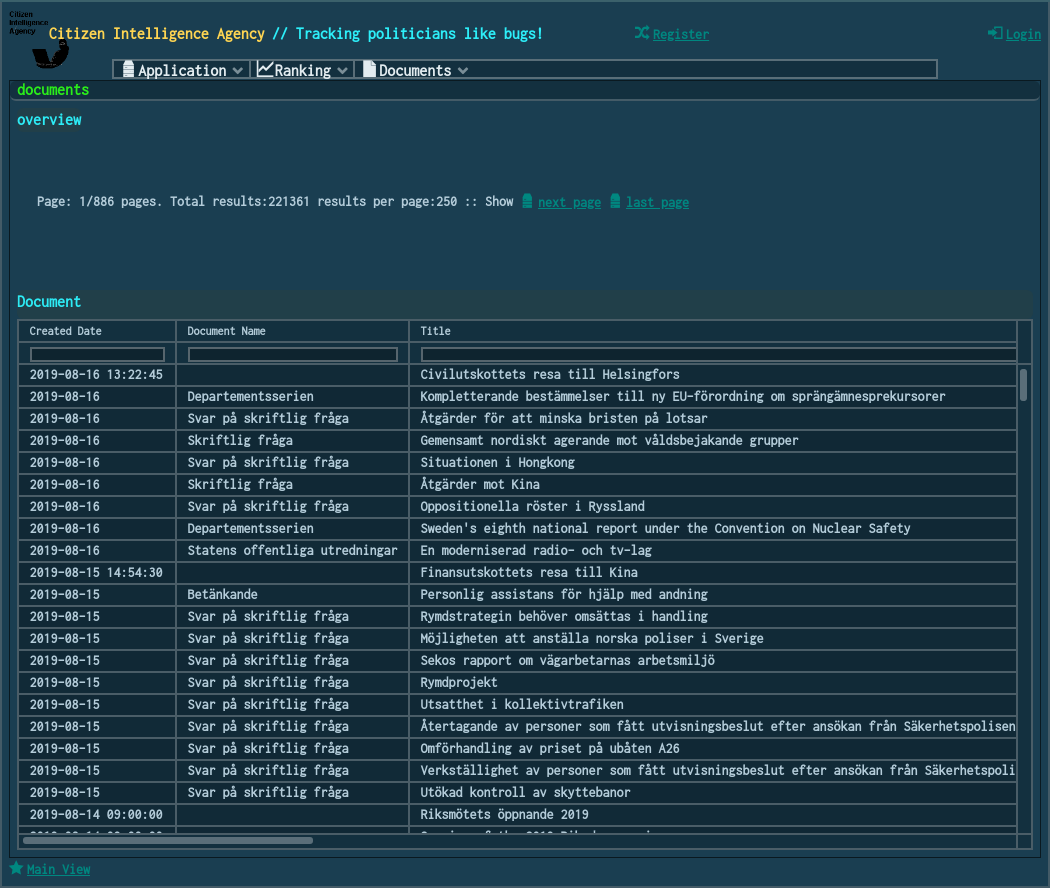 Citizen
Intelligence
Agency
Citizen Intelligence Agency // Tracking politicians like bugs!
Register
Login
Application
Ranking
Documents
documents
overview
Page: 1/886 pages. Total results:221361 results per page:250 :: Show next page last page
Document
Created Date Document Name Title
2019-08-16 13:22:45 Civilutskottets resa till Helsingfors
2019-08-16 Departementsserien Kompletterande bestämmelser till ny EU-förordning om sprängämnesprekursorer
2019-08-16 Svar på skriftlig fråga Åtgärder för att minska bristen på lotsar
2019-08-16 Skriftlig fråga Gemensamt nordiskt agerande mot våldsbejakande grupper
2019-08-16 Svar på skriftlig fråga Situationen i Hongkong
2019-08-16 Skriftlig fråga Åtgärder mot Kina
2019-08-16 Svar på skriftlig fråga Oppositionella röster i Ryssland
2019-08-16 Departementsserien Sweden's eighth national report under the Convention on Nuclear Safety
2019-08-16 Statens offentliga utredningar En moderniserad radio- och tv-lag
2019-08-15 14:54:30 Finansutskottets resa till Kina
2019-08-15 Betänkande Personlig assistans för hjälp med andning
2019-08-15 Svar på skriftlig fråga Rymdstrategin behöver omsättas i handling
2019-08-15 Svar på skriftlig fråga Möjligheten att anställa norska poliser i Sverige
2019-08-15 Svar på skriftlig fråga Sekos rapport om vägarbetarnas arbetsmiljö
2019-08-15 Svar på skriftlig fråga Rymdprojekt
2019-08-15 Svar på skriftlig fråga Utsatthet i kollektivtrafiken
2019-08-15 Svar på skriftlig fråga Återtagande av personer som fått utvisningsbeslut efter ansökan från Säkerhetspolisen
2019-08-15 Svar på skriftlig fråga Omförhandling av priset på ubåten A26
2019-08-15 Svar på skriftlig fråga Verkställighet av personer som fått utvisningsbeslut efter ansökan från Säkerhetspoli
2019-08-15 Svar på skriftlig fråga Utökad kontroll av skyttebanor
2019-08-14 09:00:00 Riksmötets öppnande 2019
Main View